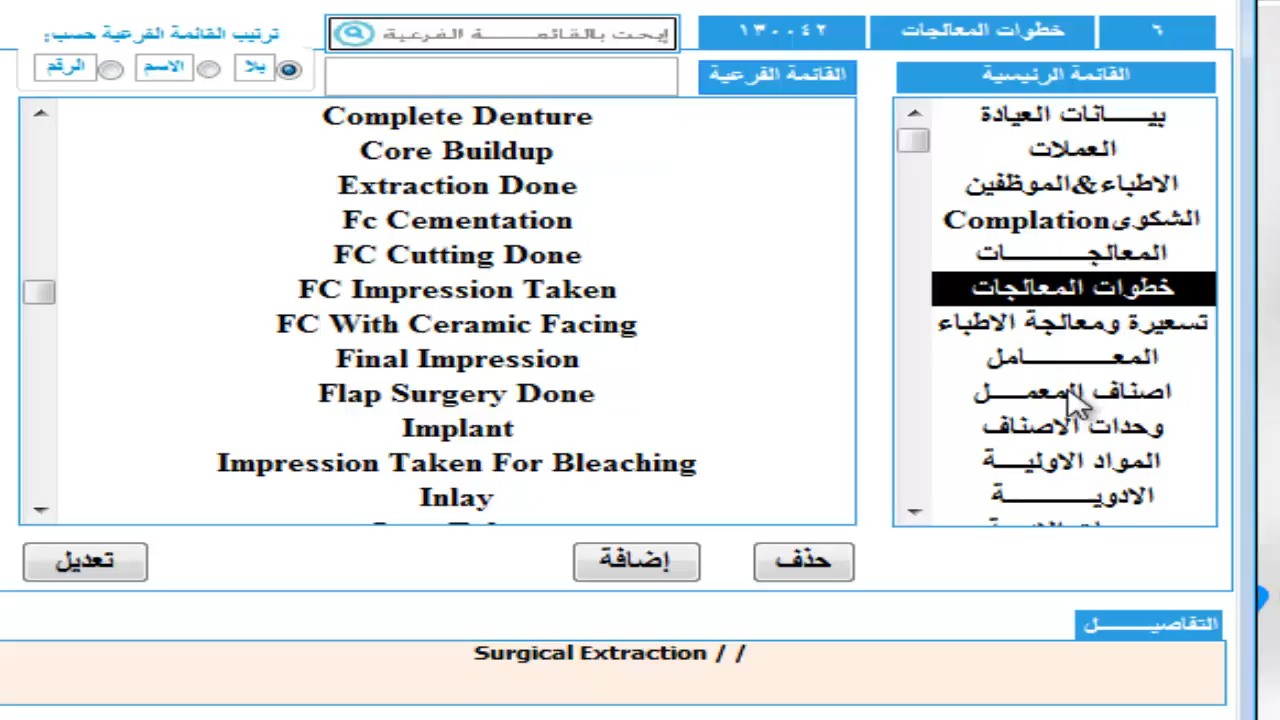 ٦
خطوات المعالجات
١٣٠٠٤٢
إبحث بالقائمة الفرعية
ترتيب القائمة الفرعية حسب:
بلا
الاسم
الرقم
القائمة الرئيسية
القائمة الفرعية
بيانات العيادة
العملات
الاطباء&الموظفين
الشكوىComplation
المعالجات
خطوات المعالجات
تسعيرة ومعالجة الاطباء
المعامل
اصناف المعمل
وحدات الاصناف
المواد الاولية
الادوية
Complete Denture
Core Buildup
Extraction Done
Fc Cementation
FC Cutting Done
FC Impression Taken
FC With Ceramic Facing
Final Impression
Flap Surgery Done
Implant
Impression Taken For Bleaching
Inlay
حذف
إضافة
تعديل
التفاصيل
Surgical Extraction / /